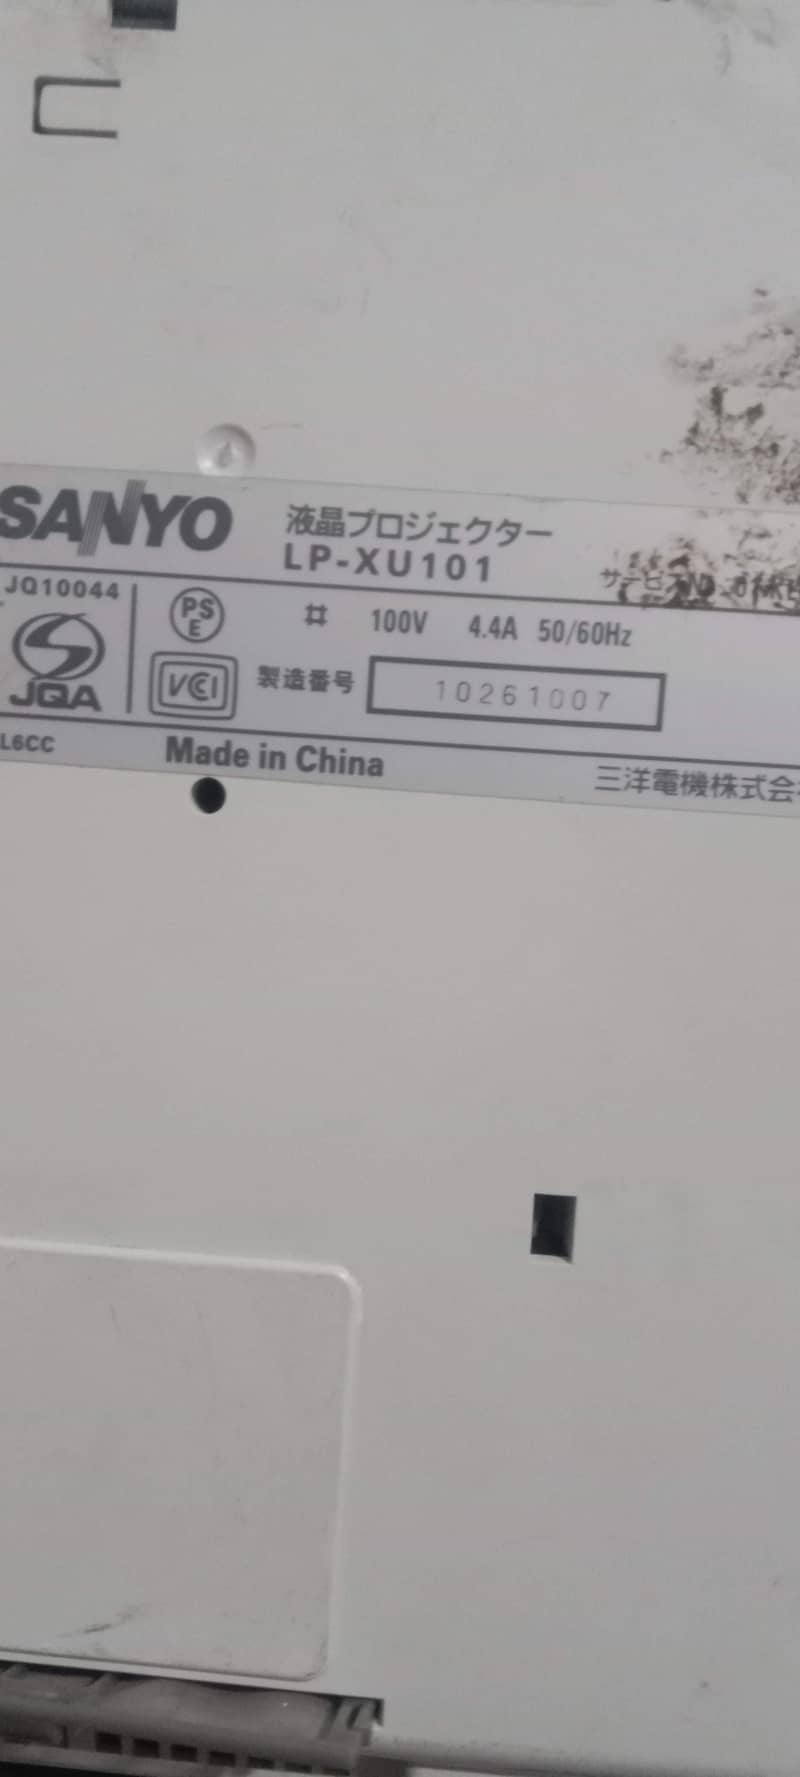 SANYO 液晶プロジェクター
LP-XU101
JQ10044
PS
E
100V 4.4A 50/60Hz
JQA
VCCI
製造番号 10261007
L6CC
Made in China
三洋電機株式会